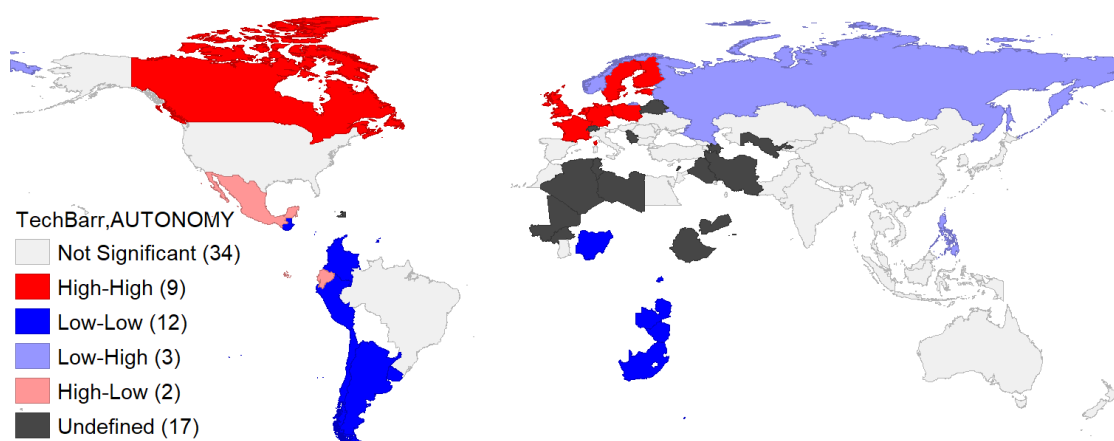 TechBarr,AUTONOMY
Not Significant (34)
High-High (9)
Low-Low (12)
Low-High (3)
High-Low (2)
Undefined (17)